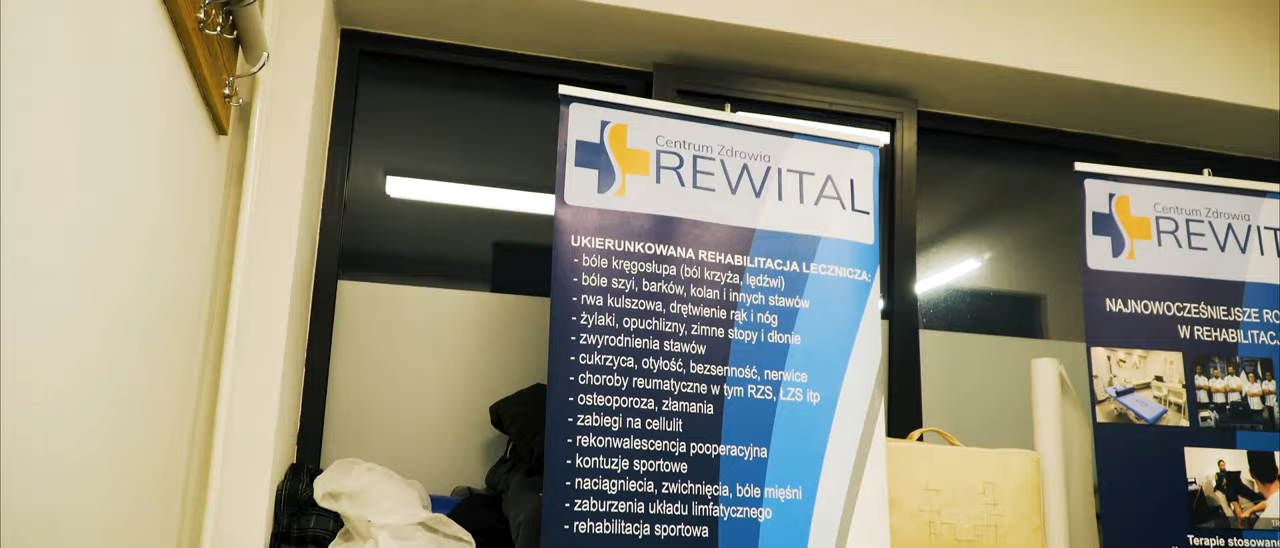 Centrum Zdrowia
REWITAL
UKIERUNKOWANA REHABILITACJA LECZNICZA:
- bóle kręgosłupa (ból krzyża, lędźwi)
- bóle szyi, barków, kolan i innych stawów
- rwa kulszowa, drętwienie rąk i nóg
- żylaki, opuchlizny, zimne stopy i dłonie
- zwyrodnienia stawów
- cukrzyca, otyłość, bezsenność, nerwice
- choroby reumatyczne w tym RZS, ŁZS itp
- osteoporoza, złamania
- zabiegi na cellulit
- rekonwalescencja pooperacyjna
- kontuzje sportowe
- naciągniecia, zwichnięcia, bóle mięśni
- zaburzenia układu limfatycznego
- rehabilitacja sportowa
Centrum Zdrowia
REWIT
NAJNOWOCZEŚNIEJSZE RO
W REHABILITAC
Terapie stosowan